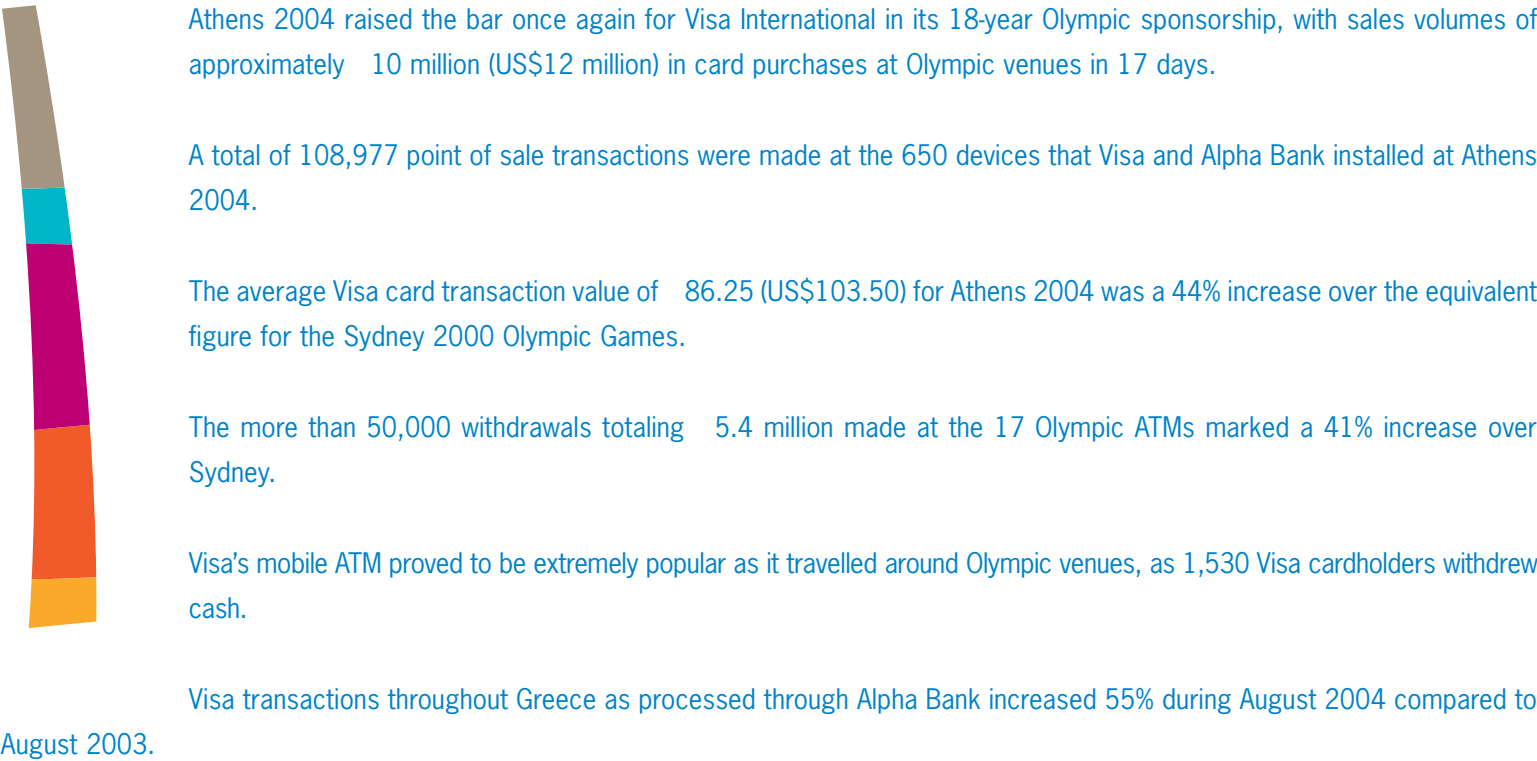 Athens 2004 raised the bar once again for Visa International in its 18-year Olympic sponsorship, with sales volumes of
approximately 10 million (US$12 million) in card purchases at Olympic venues in 17 days.
A total of 108,977 point of sale transactions were made at the 650 devices that Visa and Alpha Bank installed at Athens
2004.
The average Visa card transaction value of 86.25 (US$103.50) for Athens 2004 was a 44% increase over the equivalent
figure for the Sydney 2000 Olympic Games.
The more than 50,000 withdrawals totaling 5.4 million made at the 17 Olympic ATMs marked a 41% increase over
Sydney.
Visa’s mobile ATM proved to be extremely popular as it travelled around Olympic venues, as 1,530 Visa cardholders withdrew
cash.
Visa transactions throughout Greece as processed through Alpha Bank increased 55% during August 2004 compared to
August 2003.